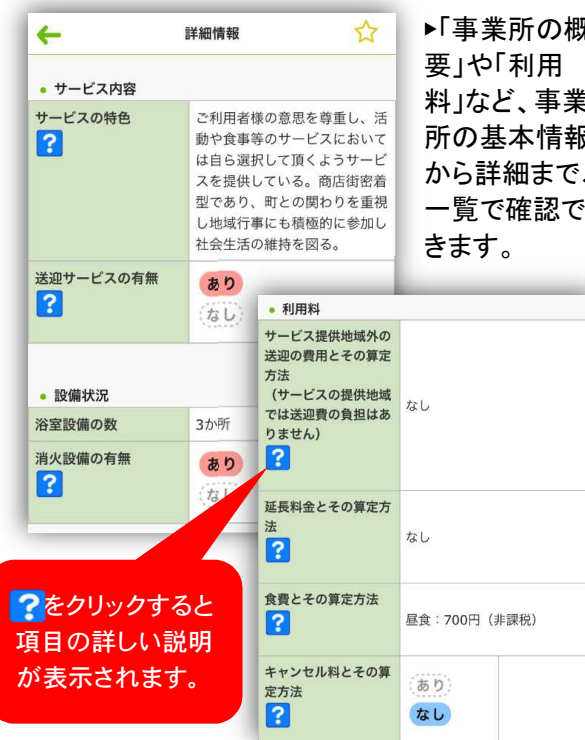 詳細情報
サービス内容
サービスの特色
?
ご利用者様の意思を尊重し、活
動や食事等のサービスにおいて
は自ら選択して頂くようサービ
スを提供している。商店街密着
型であり、町との関わりを重視
し地域行事にも積極的に参加し
社会生活の維持を図る。
送迎サービスの有無
?
あり
なし
設備状況
浴室設備の数
3か所
消火設備の有無
?
あり
なし
▶「事業所の概
要」や「利用
料」など、事業
所の基本情報
から詳細まで、
一覧で確認で
きます。
利用料
サービス提供地域外の
送迎の費用とその算定
方法
（サービスの提供地域
では送迎費の負担はあ
りません）
?
なし
延長料金とその算定方
法
?
なし
食費とその算定方法
?
昼食：700円（非課税）
キャンセル料とその算
定方法
?
あり
なし
?をクリックすると
項目の詳しい説明
が表示されます。